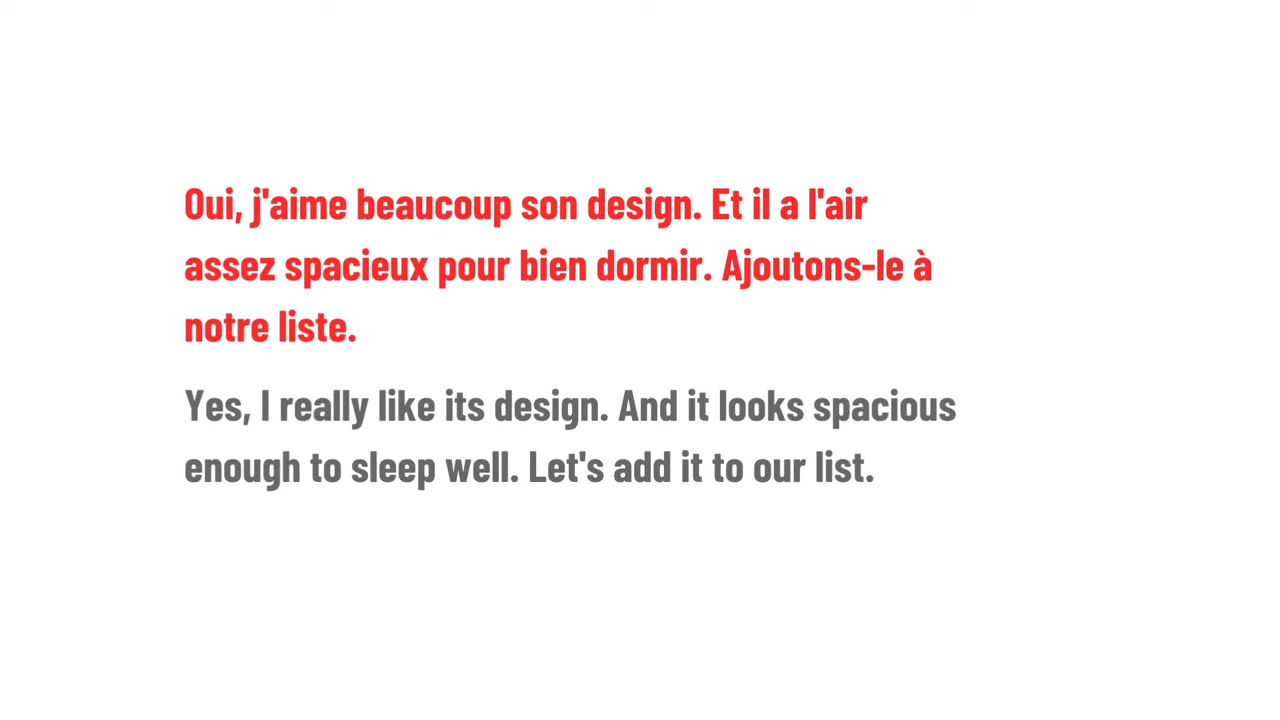 Oui, j'aime beaucoup son design. Et il a l'air
assez spacieux pour bien dormir. Ajoutons-le à
notre liste.
Yes, I really like its design. And it looks spacious
enough to sleep well. Let's add it to our list.